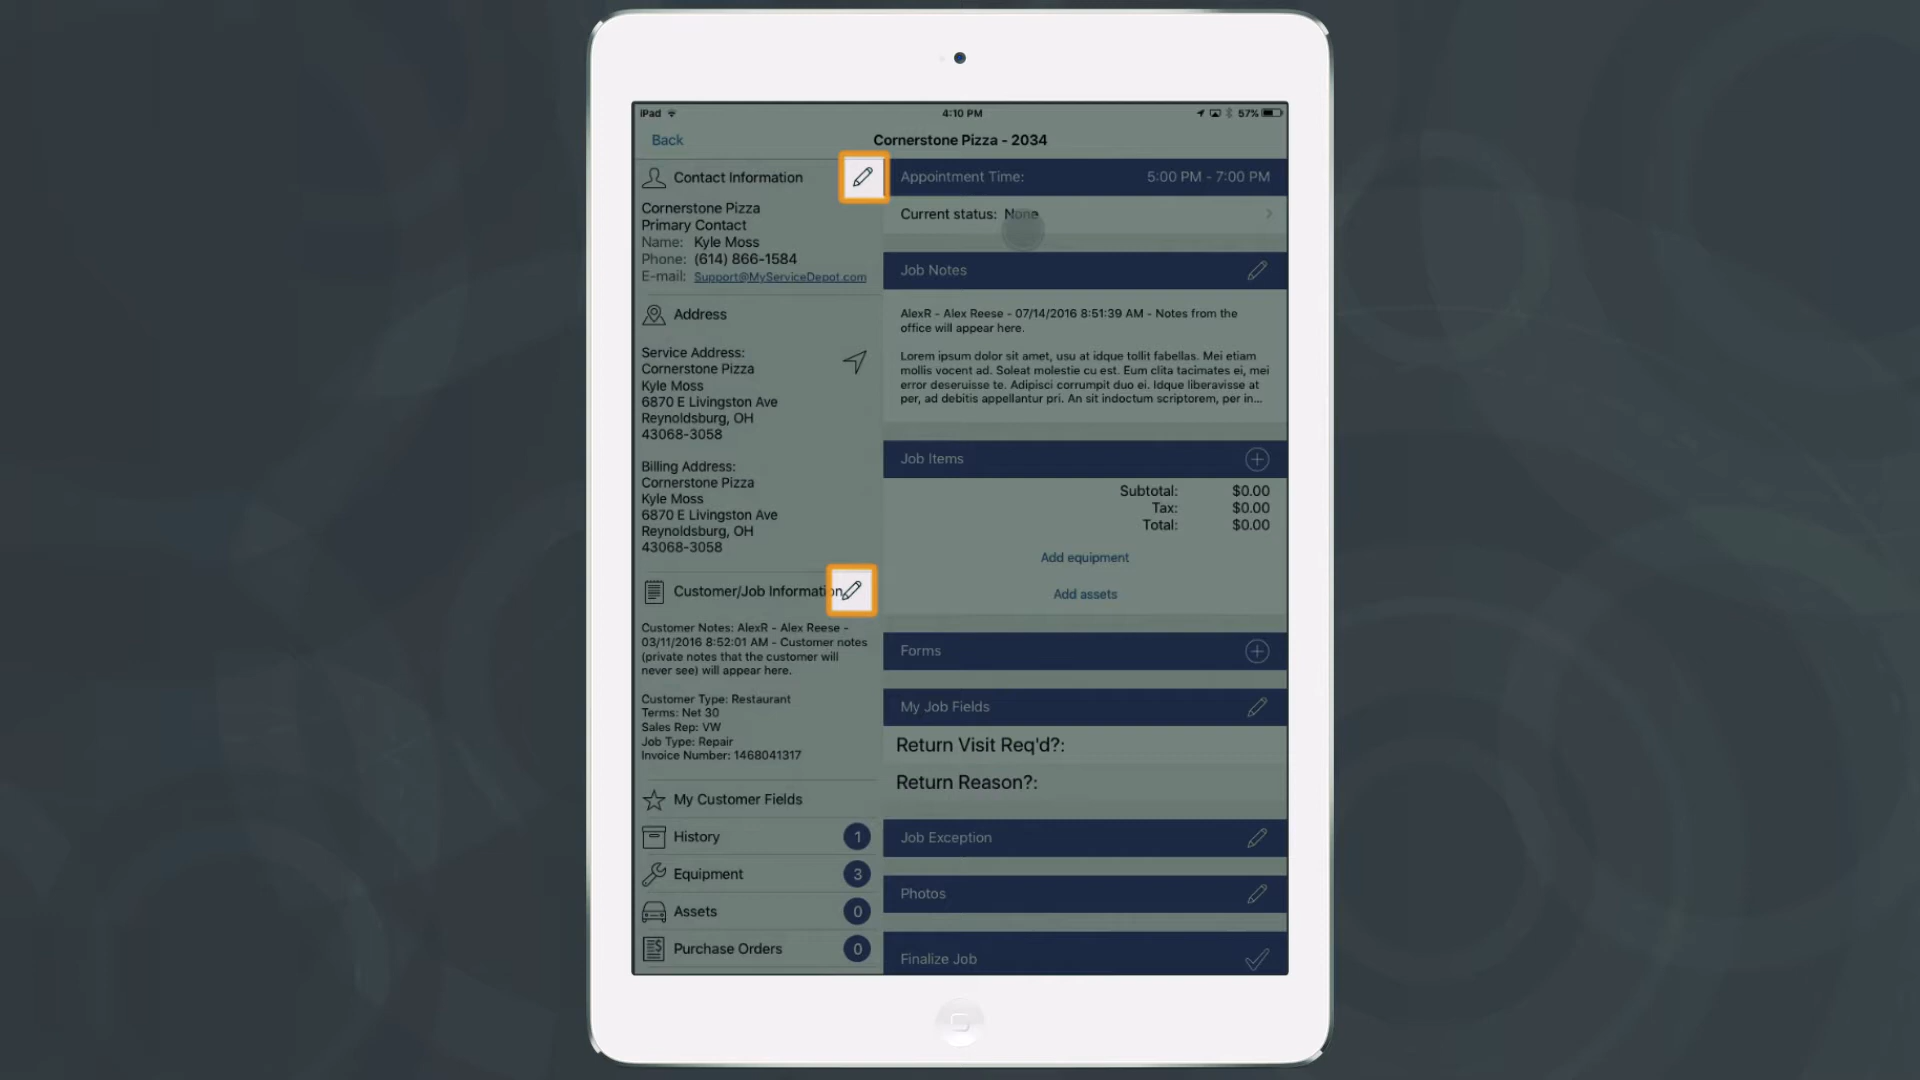 iPad
4:10 PM
57%
Back
Cornerstone Pizza - 2034
Contact Information
Cornerstone Pizza
Primary Contact
Name: Kyle Moss
Phone: (614) 866-1584
E-mail: Support@MyServiceDepot.com
Address
Service Address:
Cornerstone Pizza
Kyle Moss
6870 E Livingston Ave
Reynoldsburg, OH
43068-3058
Billing Address:
Cornerstone Pizza
Kyle Moss
6870 E Livingston Ave
Reynoldsburg, OH
43068-3058
Customer/Job Information
Customer Notes: AlexR - Alex Reese -
03/11/2016 8:52:01 AM - Customer notes
(private notes that the customer will
never see) will appear here.
Customer Type: Restaurant
Terms: Net 30
Sales Rep: VW
Job Type: Repair
Invoice Number: 1468041317
My Customer Fields
History 1
Equipment 3
Assets 0
Purchase Orders 0
Appointment Time: 5:00 PM - 7:00 PM
Current status: None
Job Notes
AlexR - Alex Reese - 07/14/2016 8:51:39 AM - Notes from the
office will appear here.
Lorem ipsum dolor sit amet, usu at idque tollit fabellas. Mei etiam
mollis vocent ad. Soleat molestie cu est. Eum clita tacimates ei, mei
error deseruisse te. Adipisci corrumpit duo ei. Idque liberavisse at
per, ad debitis appellantur pri. An sit indoctum scriptorem, per in...
Job Items
Subtotal: $0.00
Tax: $0.00
Total: $0.00
Add equipment
Add assets
Forms
My Job Fields
Return Visit Req'd?:
Return Reason?:
Job Exception
Photos
Finalize Job